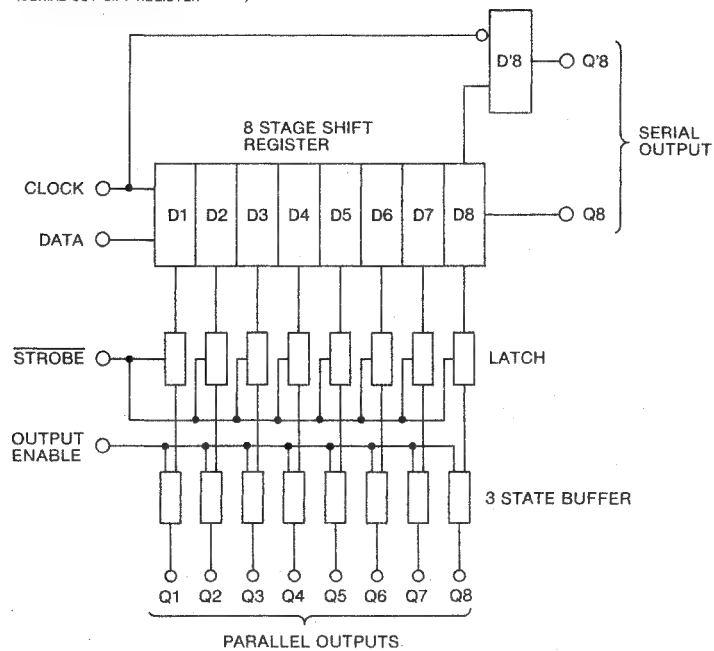 D'8
Q'8
8 STAGE SHIFT
REGISTER
SERIAL
OUTPUT
CLOCK
D1 D2 D3 D4 D5 D6 D7 D8
Q8
DATA
STROBE
LATCH
OUTPUT
ENABLE
3 STATE BUFFER
Q1 Q2 Q3 Q4 Q5 Q6 Q7 Q8
PARALLEL OUTPUTS